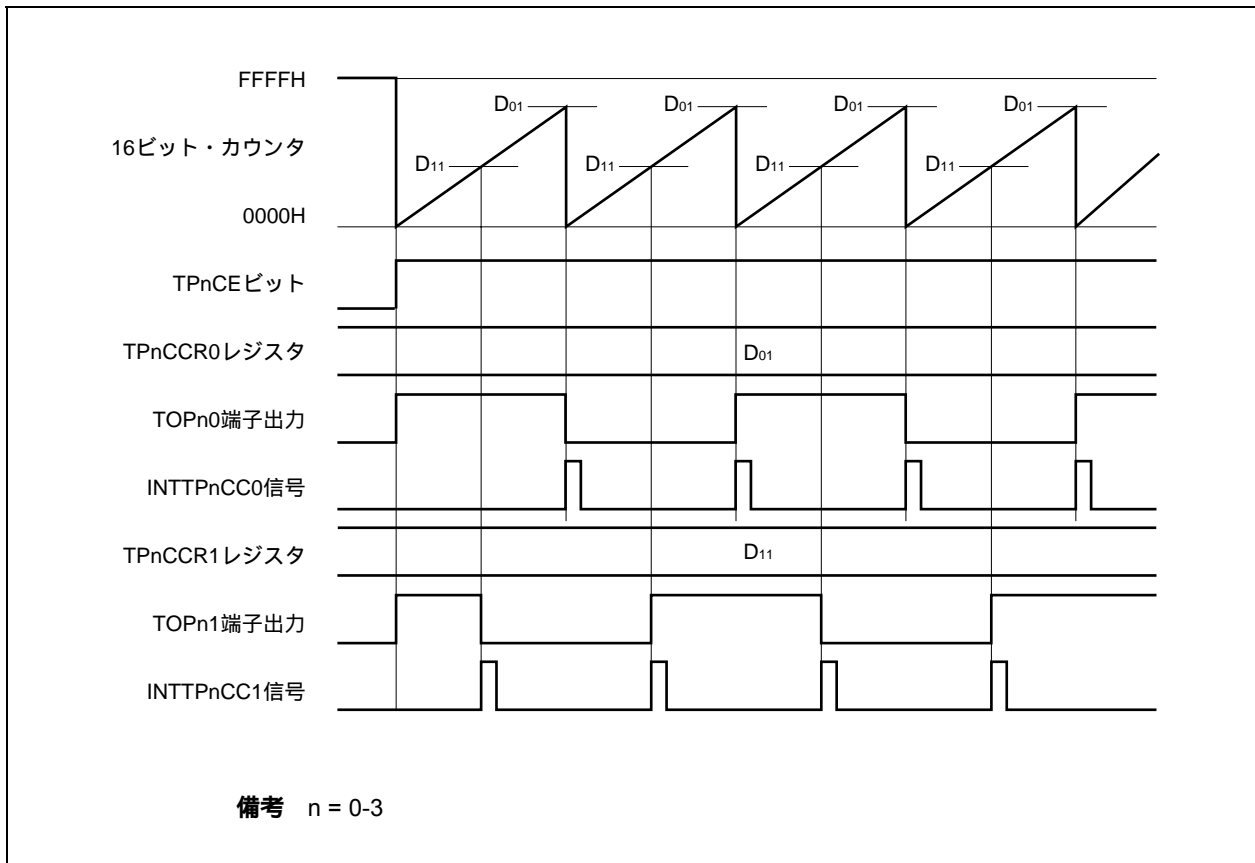 FFFFH
D01 D01 D01 D01
16ビット・カウンタ
D11 D11 D11 D11
0000H
TPnCEビット
TPnCCR0レジスタ D01
TOPn0端子出力
INTTPnCC0信号
TPnCCR1レジスタ D11
TOPn1端子出力
INTTPnCC1信号
備考 n = 0-3